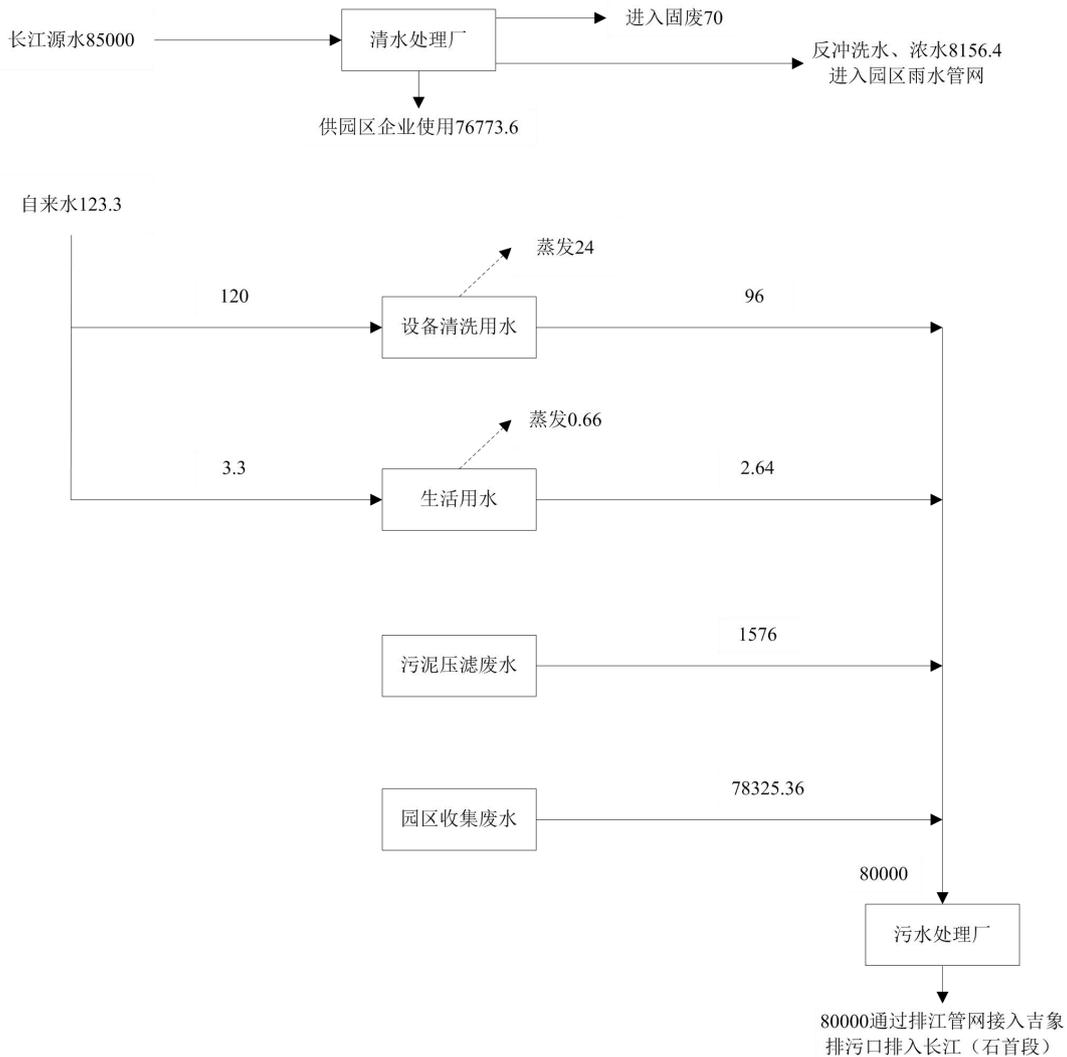 长江源水85000
清水处理厂
进入固废70
反冲洗水、浓水8156.4
进入园区雨水管网
供园区企业使用76773.6
自来水123.3
蒸发24
120
设备清洗用水
96
蒸发0.66
3.3
生活用水
2.64
污泥压滤废水
1576
园区收集废水
78325.36
80000
污水处理厂
80000通过排江管网接入吉象
排污口排入长江（石首段）